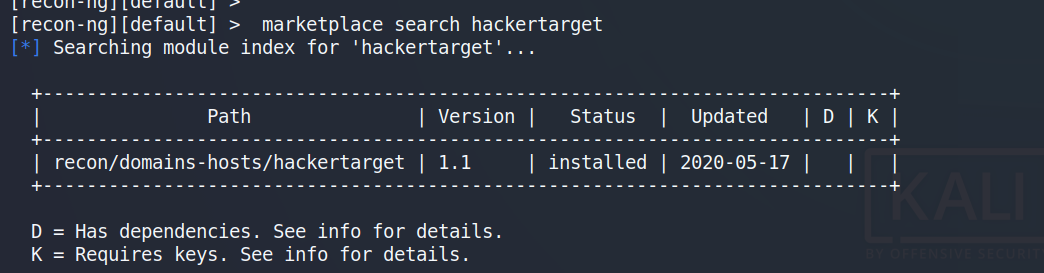 [recon-ng][default] >
[recon-ng][default] >  marketplace search hackertarget
[*] Searching module index for 'hackertarget'...
+------------------------------------------------------------------------------+
|               Path               | Version |   Status  |  Updated   | D | K |
+------------------------------------------------------------------------------+
| recon/domains-hosts/hackertarget | 1.1     | installed | 2020-05-17 |   |   |
+------------------------------------------------------------------------------+
D = Has dependencies. See info for details.
K = Requires keys. See info for details.
KALI
BY OFFENSIVE SECURIT